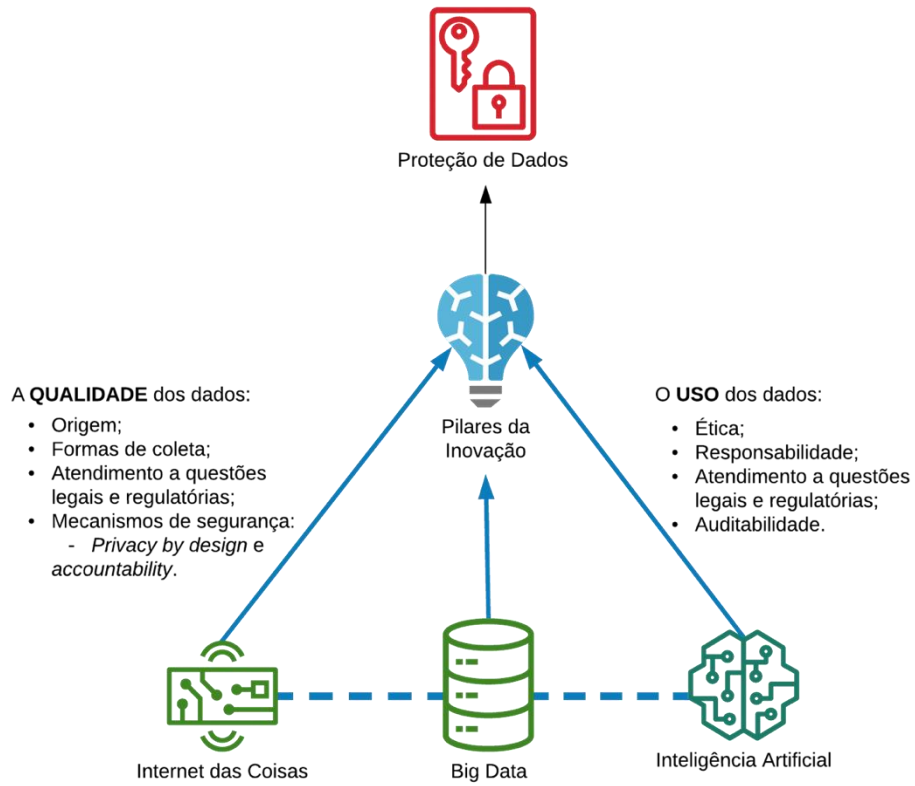 Proteção de Dados
Pilares da
Inovação
A QUALIDADE dos dados:
• Origem;
• Formas de coleta;
• Atendimento a questões
legais e regulatórias;
• Mecanismos de segurança:
- Privacy by design e
accountability.
O USO dos dados:
• Ética;
• Responsabilidade;
• Atendimento a questões
legais e regulatórias;
• Auditabilidade.
Internet das Coisas
Big Data
Inteligência Artificial